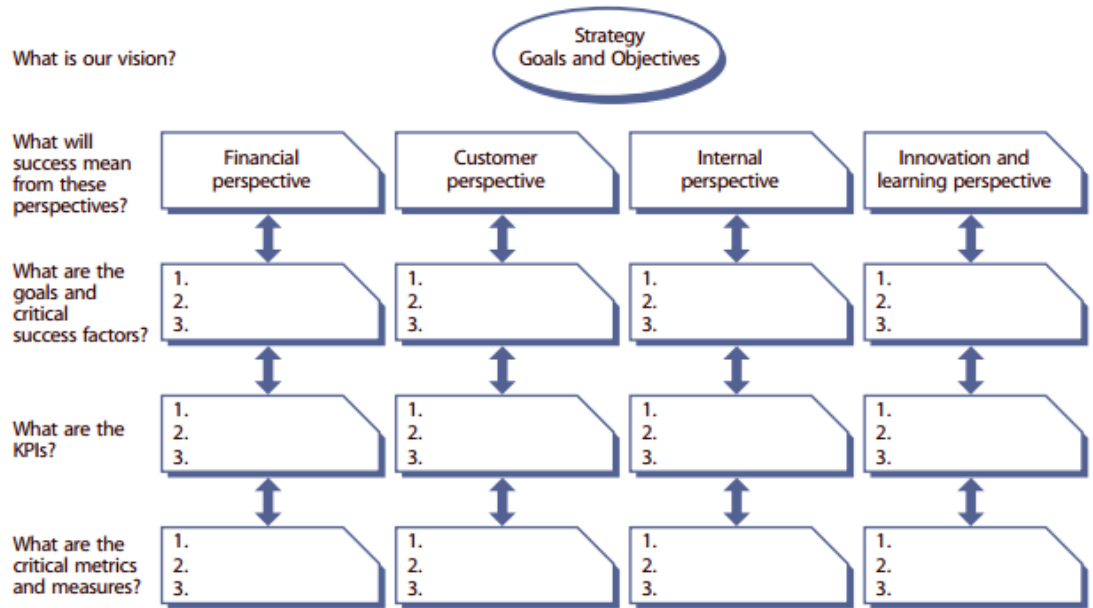 What is our vision?
Strategy
Goals and Objectives
What will
success mean
from these
perspectives?
Financial
perspective
Customer
perspective
Internal
perspective
Innovation and
learning perspective
What are the
goals and
critical
success factors?
1.
2.
3.
1.
2.
3.
1.
2.
3.
1.
2.
3.
What are the
KPIs?
1.
2.
3.
1.
2.
3.
1.
2.
3.
1.
2.
3.
What are the
critical metrics
and measures?
1.
2.
3.
1.
2.
3.
1.
2.
3.
1.
2.
3.